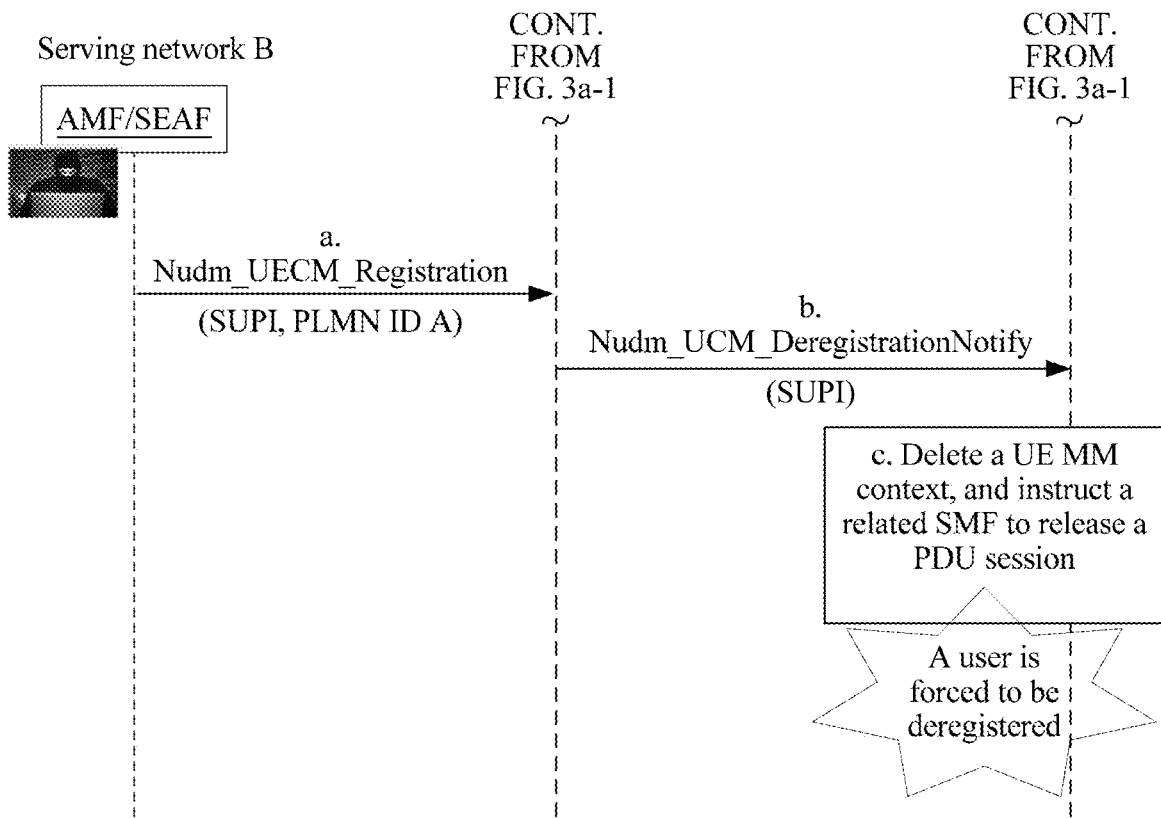 Serving network B
CONT.
FROM
FIG. 3a-1
CONT.
FROM
FIG. 3a-1
AMF/SEAF
a.
Nudm_UECM_Registration
(SUPI, PLMN ID A)
b.
Nudm_UCM_DeregistrationNotify
(SUPI)
c. Delete a UE MM
context, and instruct a
related SMF to release a
PDU session
A user is
forced to be
deregistered